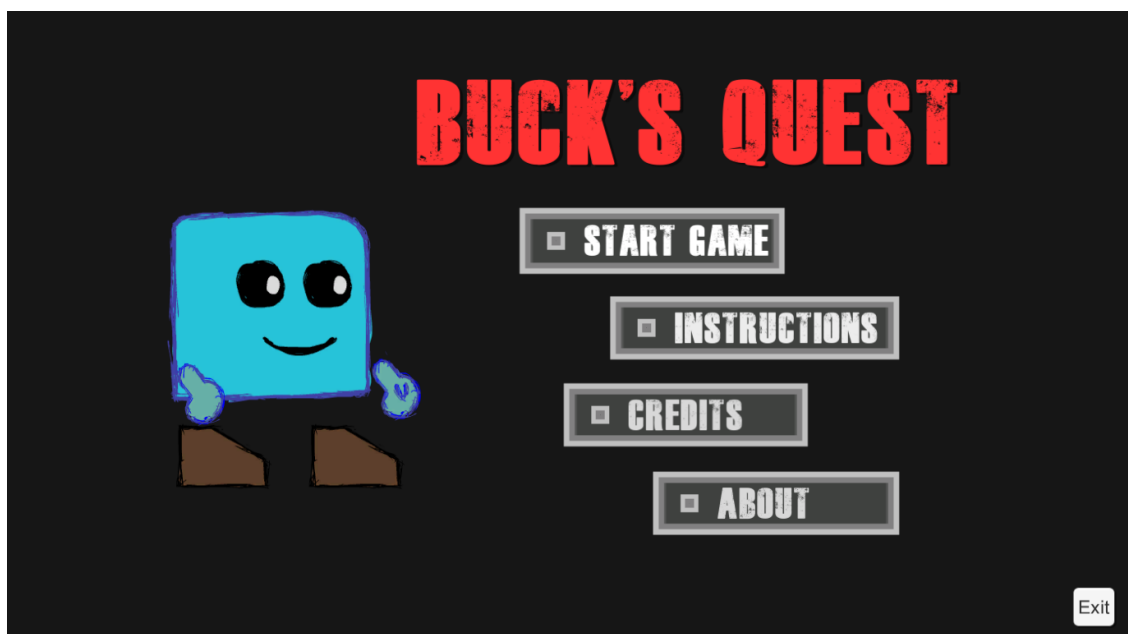 BUCK'S QUEST
START GAME
INSTRUCTIONS
CREDITS
ABOUT
Exit